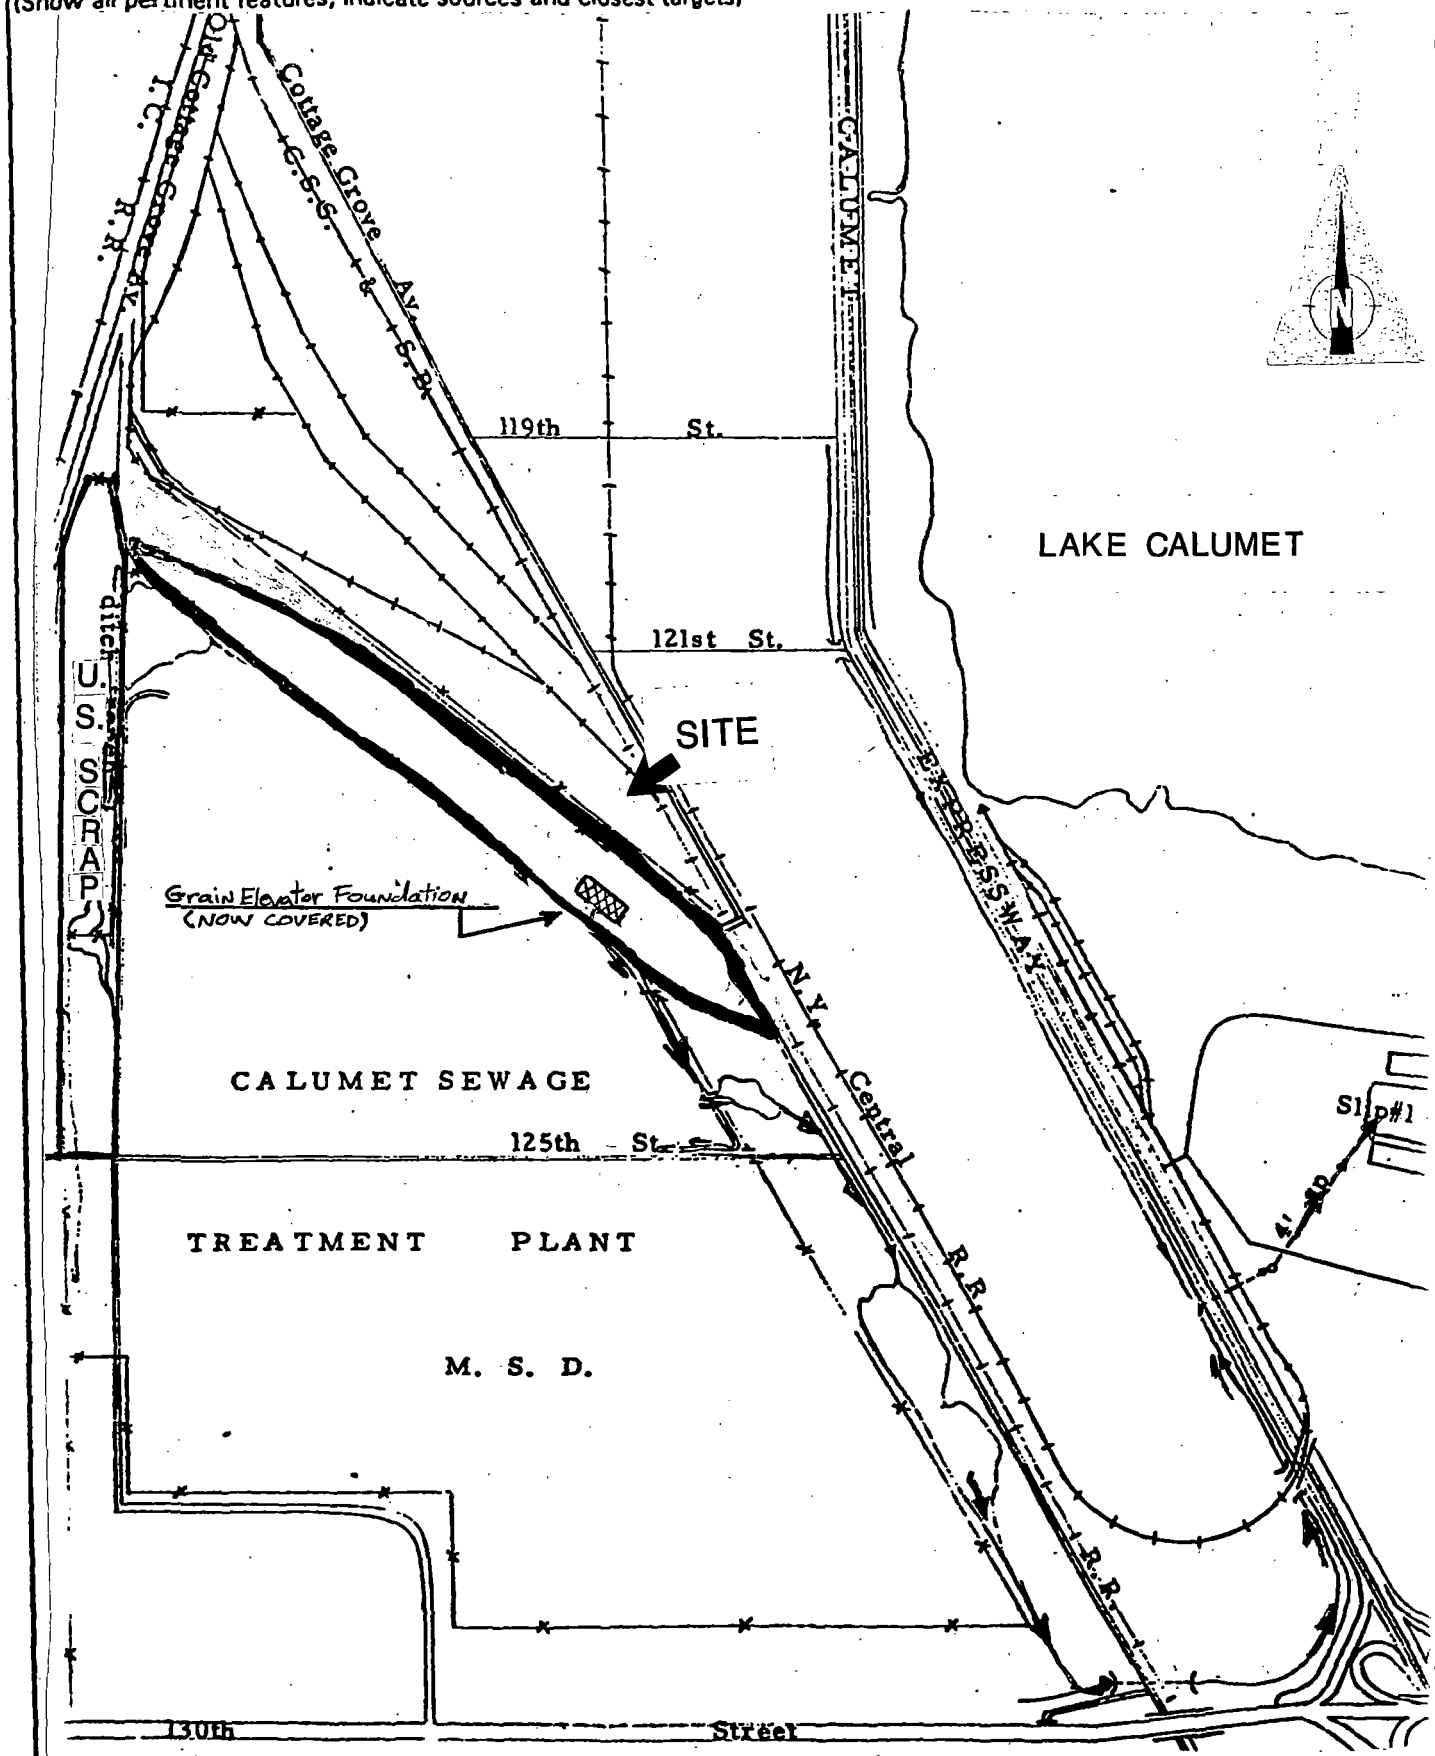 (Show all pertinent features, indicate sources and closest targets)
Old Cottage Grove Av.
I. C. R. R.
Cottage Grove Av.
C. S. S. & S. B.
CALUMET
N
119th St.
LAKE CALUMET
ditch
121st St.
U. S. SCRAP
SITE
EXPRESSWAY
Grain Elevator Foundation
(NOW COVERED)
N. Y. Central R. R.
CALUMET SEWAGE
Slip#1
125th St.
4' φp
TREATMENT PLANT
M. S. D.
R. R.
130th Street